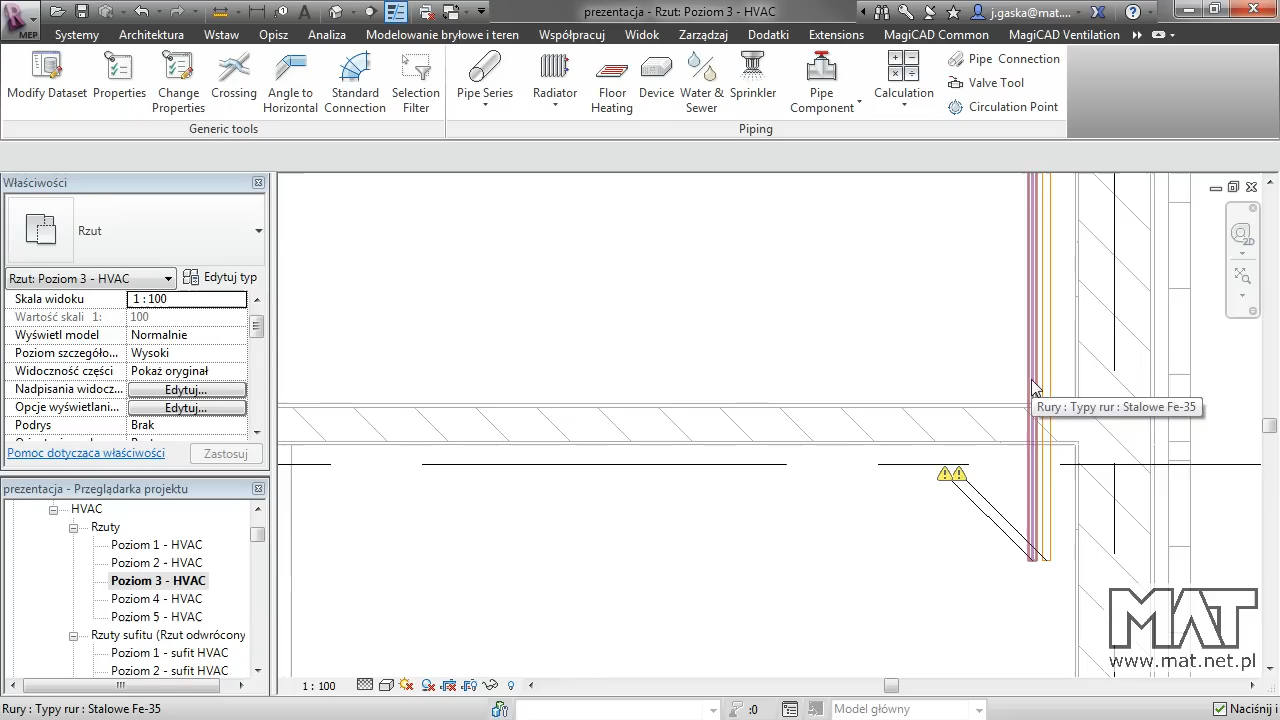 prezentacja - Rzut: Poziom 3 - HVAC
j.gaska@mat....
MEP
Systemy
Architektura
Wstaw
Opisz
Analiza
Modelowanie bryłowe i teren
Współpracuj
Widok
Zarządzaj
Dodatki
Extensions
MagiCAD Common
MagiCAD Ventilation
Modify Dataset
Properties
Change
Properties
Crossing
Angle to
Horizontal
Standard
Connection
Selection
Filter
Pipe Series
Radiator
Floor
Heating
Device
Water &
Sewer
Sprinkler
Pipe
Component
Calculation
Pipe Connection
Valve Tool
Circulation Point
Generic tools
Piping
Właściwości
Rzut
Rzut: Poziom 3 - HVAC
Edytuj typ
Skala widoku 1 : 100
Wartość skali 1: 100
Wyświetl model Normalnie
Poziom szczegóło... Wysoki
Widoczność części Pokaż oryginał
Nadpisania widocz... Edytuj...
Opcje wyświetlani... Edytuj...
Podrys Brak
Pomoc dotycząca właściwości
Zastosuj
prezentacja - Przeglądarka projektu
HVAC
Rzuty
Poziom 1 - HVAC
Poziom 2 - HVAC
Poziom 3 - HVAC
Poziom 4 - HVAC
Poziom 5 - HVAC
Rzuty sufitu (Rzut odwrócony
Poziom 1 - sufit HVAC
Poziom 2 - sufit HVAC
2D
Rury : Typy rur : Stalowe Fe-35
MAT
www.mat.net.pl
1 : 100
Rury : Typy rur : Stalowe Fe-35
:0
Model główny
Naciśnij i